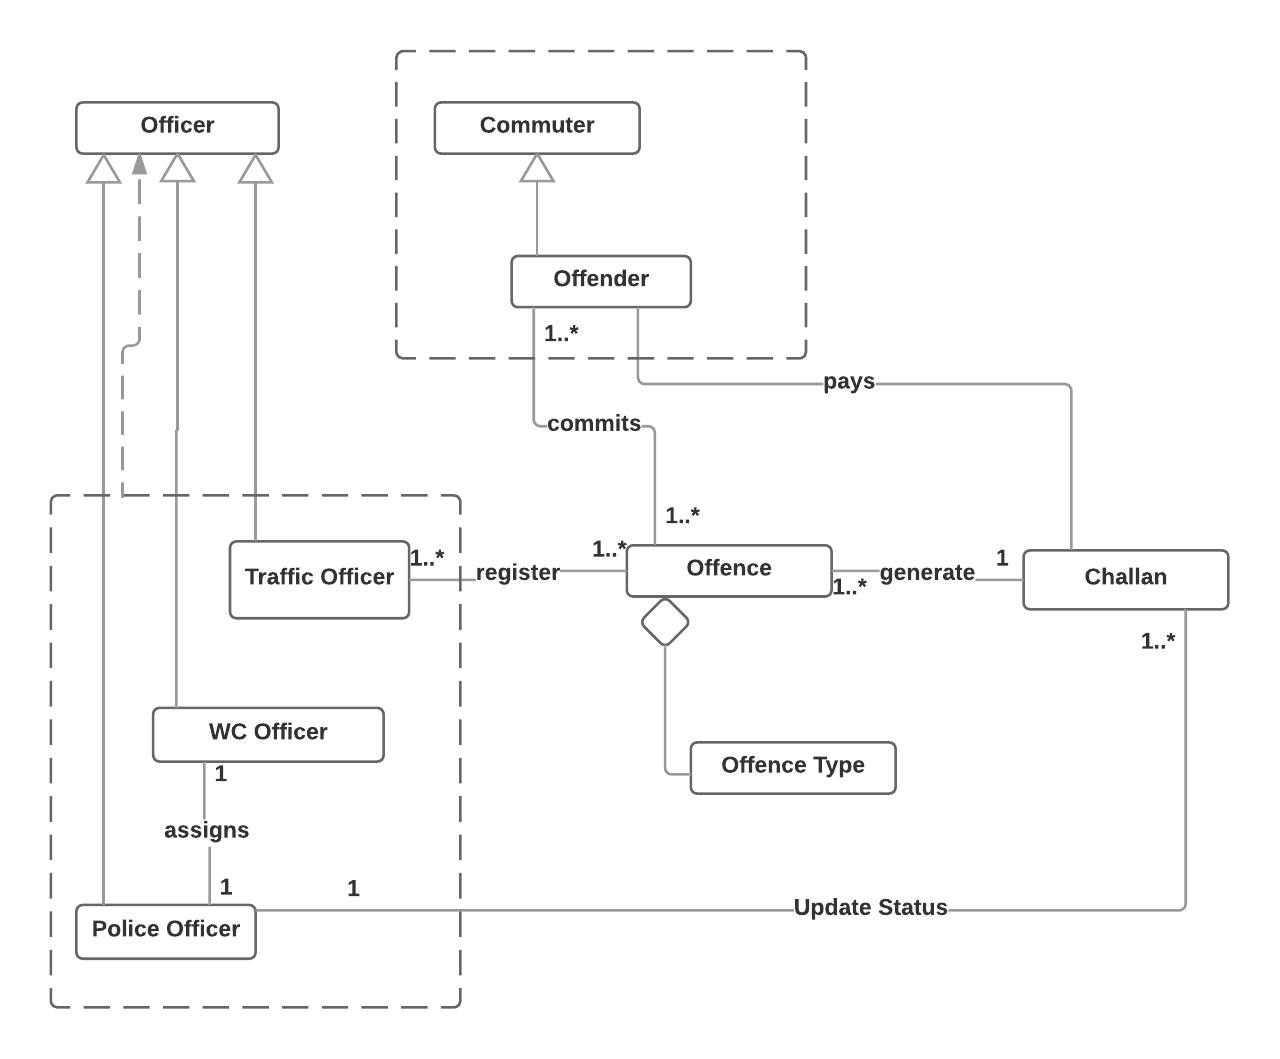 Officer
Commuter
Offender
1..*
pays
commits
1..*
1..*
register
1..*
Offence
1..*
generate
1
Challan
Traffic Officer
1..*
WC Officer
1
Offence Type
assigns
1
1
Update Status
Police Officer